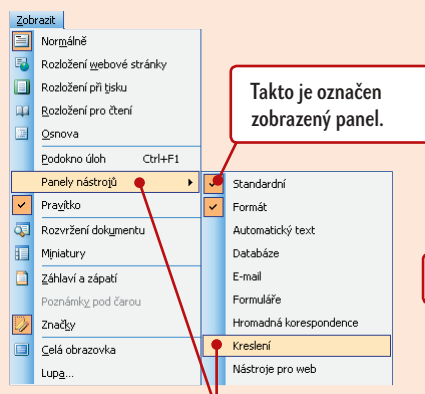 Zobrazit
Normálně
Rozložení webové stránky
Rozložení při tisku
Rozložení pro čtení
Osnova
Podokno úloh Ctrl+F1
Panely nástrojů
Pravítko
Rozvržení dokumentu
Miniatury
Záhlaví a zápatí
Poznámky pod čarou
Značky
Celá obrazovka
Lupa...
Takto je označen
zobrazený panel.
Standardní
Formát
Automatický text
Databáze
E-mail
Formuláře
Hromadná korespondence
Kreslení
Nástroje pro web